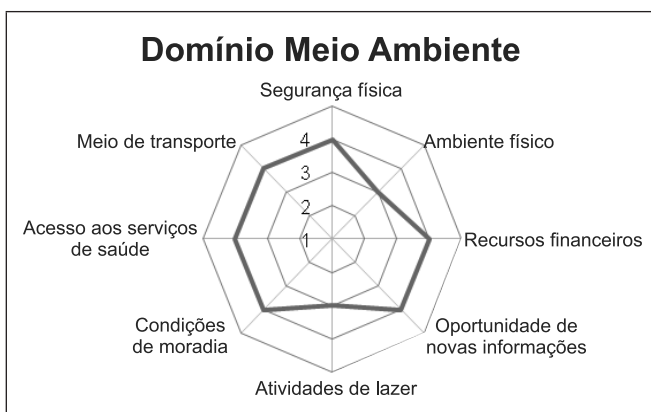 Domínio Meio Ambiente
Segurança física
Meio de transporte
Ambiente físico
4
3
2
1
Acesso aos serviços
de saúde
Recursos financeiros
Condições
de moradia
Oportunidade de
novas informações
Atividades de lazer